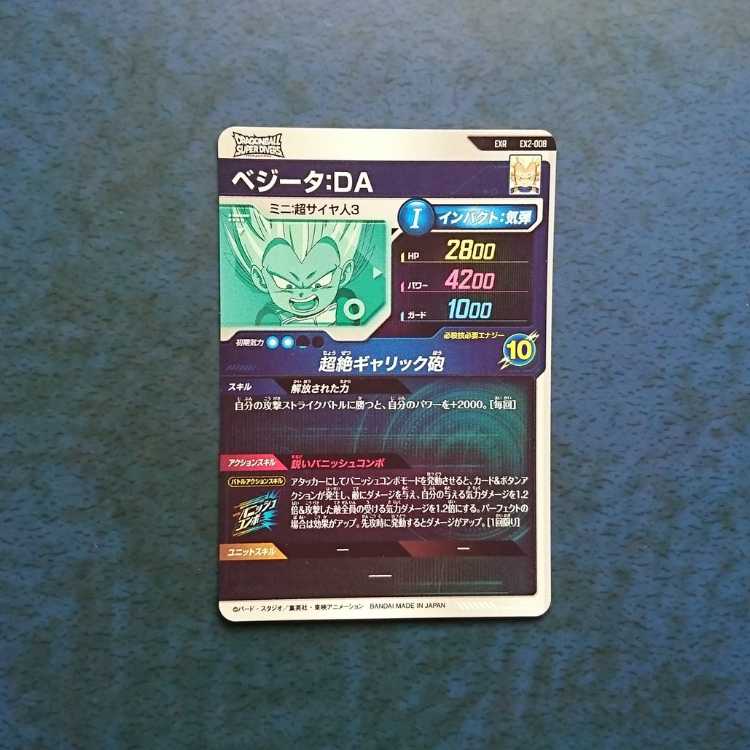 DRAGONBALL
SUPER DIVERS
EXR EX2-008
ベジータ:DA
ミニ:超サイヤ人3
I インパクト:気弾
HP 2800
パワー 4200
ガード 1000
初期気力
必殺技必要エナジー
10
超絶ギャリック砲
スキル 解放された力
自分の攻撃ストライクバトルに勝つと、自分のパワーを+2000。[毎回]
アクションスキル 鋭いバニッシュコンボ
バトルアクションスキル
バニッシュ
コンボ
アタッカーにしてバニッシュコンボモードを発動させると、カード&ボタンア
クションが発生し、敵にダメージを与え、自分の与える気力ダメージを1.2
倍&攻撃した敵全員の受ける気力ダメージを1.2倍にする。パーフェクトの
場合は効果がアップ。先攻時に発動するとダメージがアップ。[1回限り]
ユニットスキル ー ー
ー
©バード・スタジオ/集英社・東映アニメーション BANDAI MADE IN JAPAN